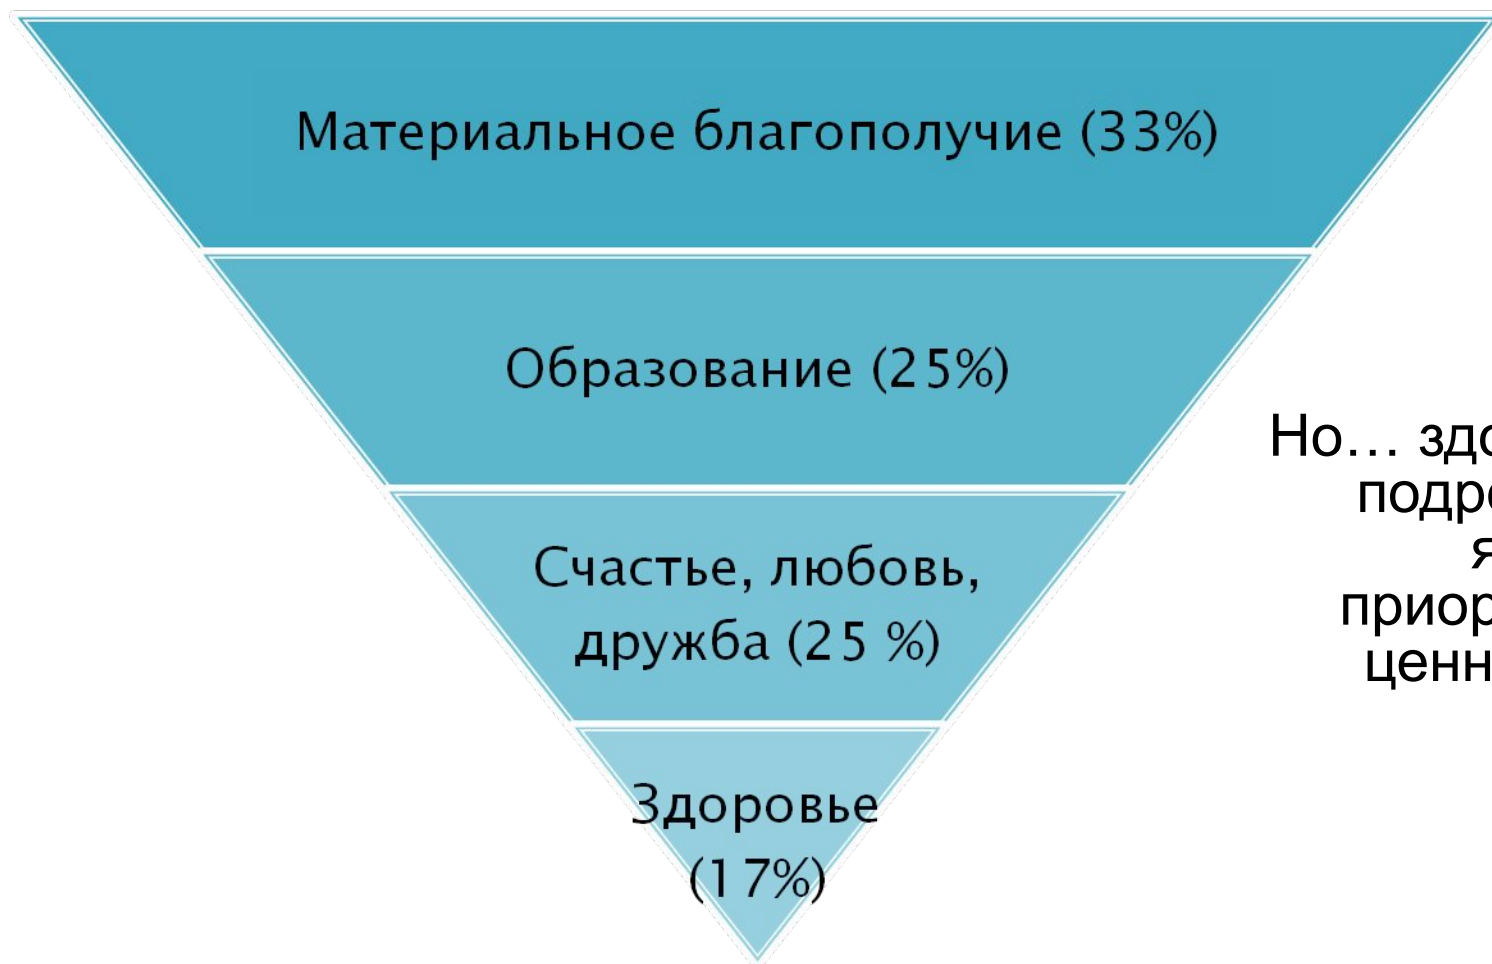 Материальное благополучие (33%)
Образование (25%)
Счастье, любовь,
дружба (25 %)
Здоровье
(17%)
Но…